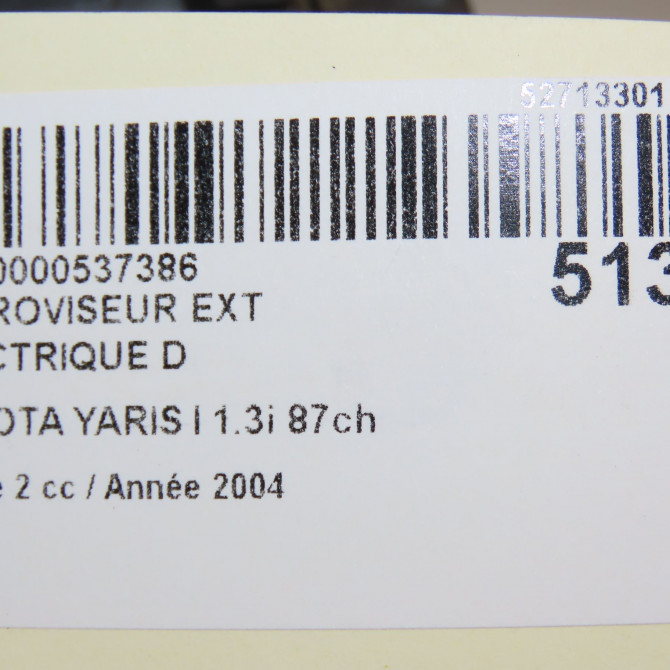 52713301
0000537386
513
ROVISEUR EXT
CTRIQUE D
OTA YARIS I 1.3i 87ch
e 2 cc / Année 2004